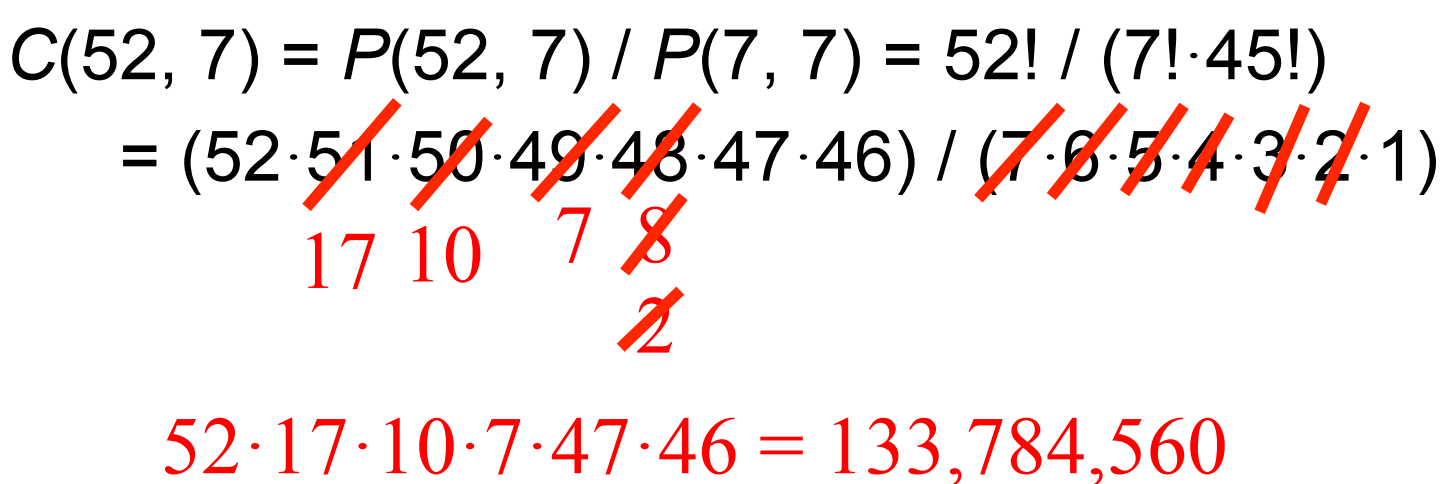 C(52, 7) = P(52, 7) / P(7, 7) = 52! / (7!·45!)
= (52·51·50·49·48·47·46) / (7·6·5·4·3·2·1)
17 10 7 8
2
52·17·10·7·47·46 = 133,784,560